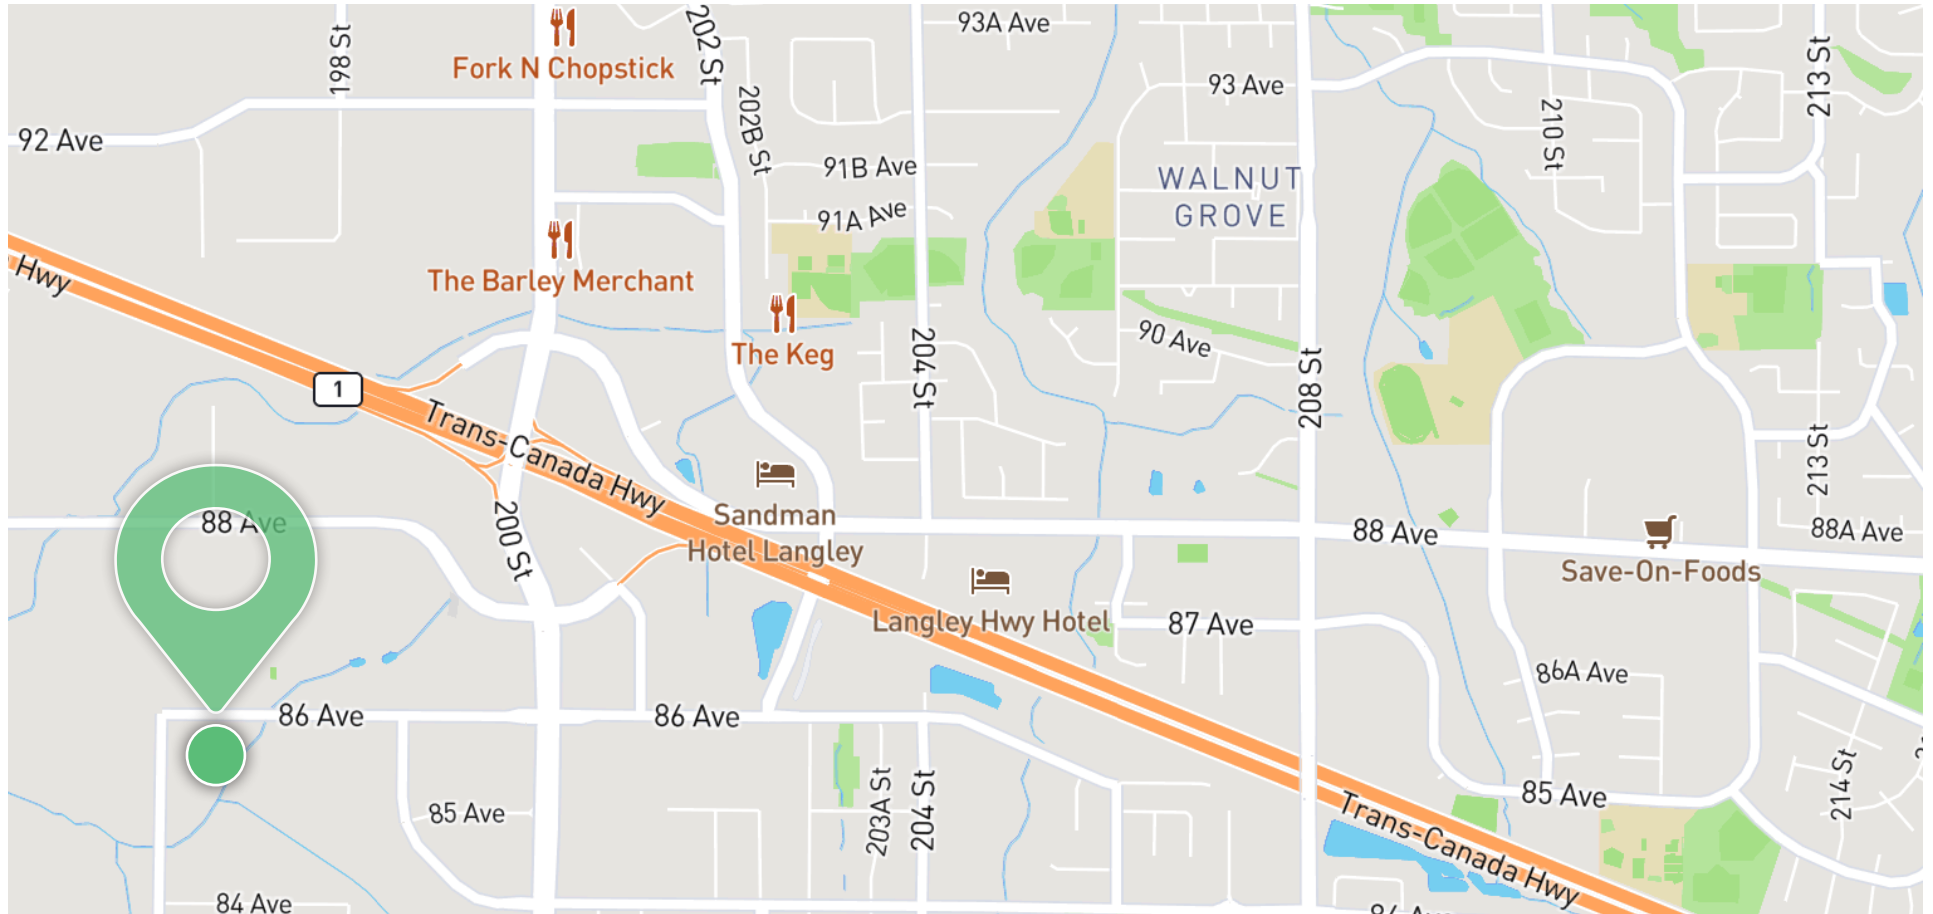 93A Ave
198 St
202 St
Fork N Chopstick
93 Ave
213 St
202B St
210 St
92 Ave
91B Ave
WALNUT
GROVE
91A Ave
Hwy
The Barley Merchant
90 Ave
The Keg
204 St
208 St
1
Trans-Canada Hwy
213 St
88 Ave
200 St
Sandman
Hotel Langley
88 Ave
88A Ave
Save-On-Foods
Langley Hwy Hotel
87 Ave
86A Ave
86 Ave
86 Ave
214 St
85 Ave
85 Ave
203A St
204 St
Trans-Canada Hwy
84 Ave